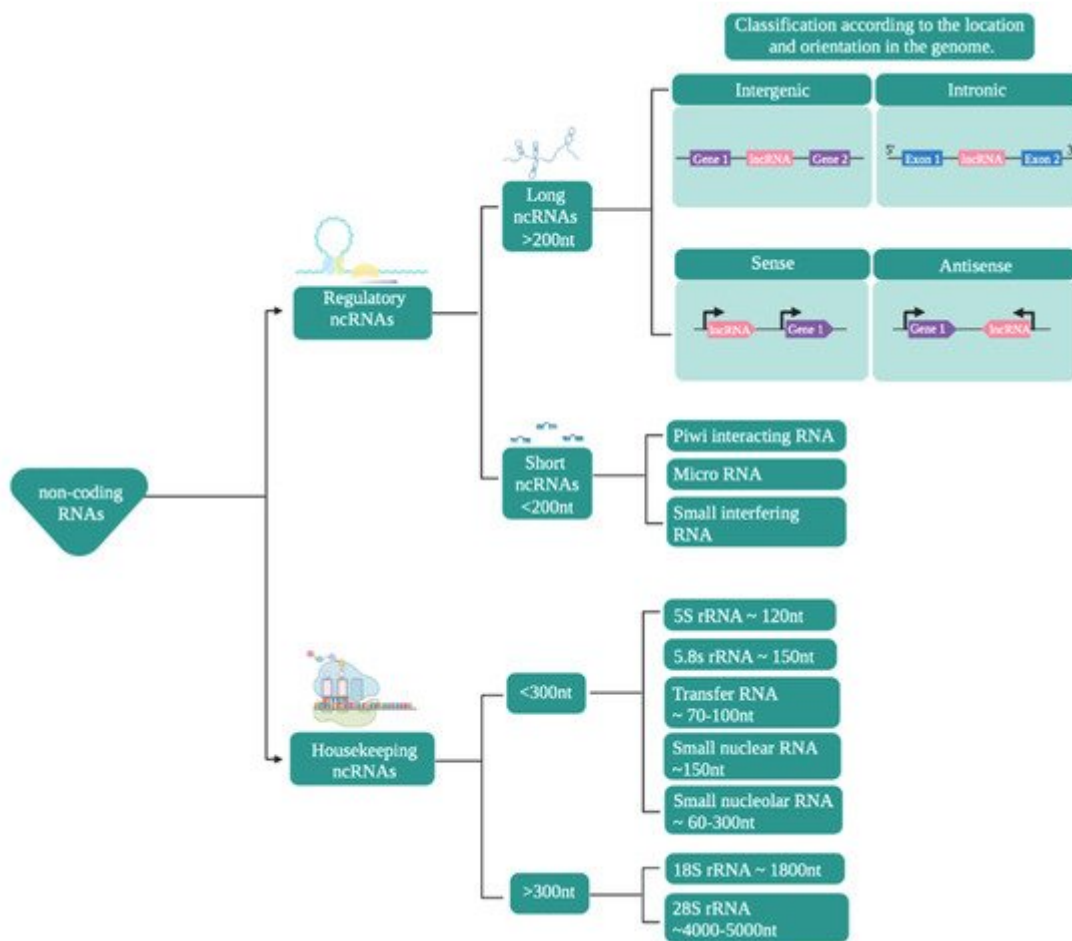 Classification according to the location
and orientation in the genome.
Intergenic
Intronic
Gene 1
lncRNA
Gene 2
5'
Exon 1
lncRNA
Exon 2
3'
Long
ncRNAs
>200nt
Regulatory
ncRNAs
Sense
Antisense
lncRNA
Gene 1
Gene 1
lncRNA
Short
ncRNAs
<200nt
Piwi interacting RNA
Micro RNA
Small interfering
RNA
non-coding
RNAs
Housekeeping
ncRNAs
<300nt
5S rRNA ~ 120nt
5.8s rRNA ~ 150nt
Transfer RNA
~ 70-100nt
Small nuclear RNA
~150nt
Small nucleolar RNA
~ 60-300nt
>300nt
18S rRNA ~ 1800nt
28S rRNA
~4000-5000nt